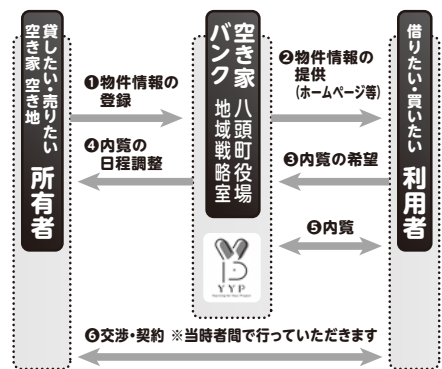 貸したい・売りたい
空き家 空き地
所有者
空き家
バンク
八頭町役場
地域戦略室
借りたい・買いたい
利用者
❶物件情報の
登録
❷物件情報の
提供
(ホームページ等)
❸内覧の希望
❹内覧の
日程調整
❺内覧
YYP
❻交渉・契約 ※当時者間で行っていただきます